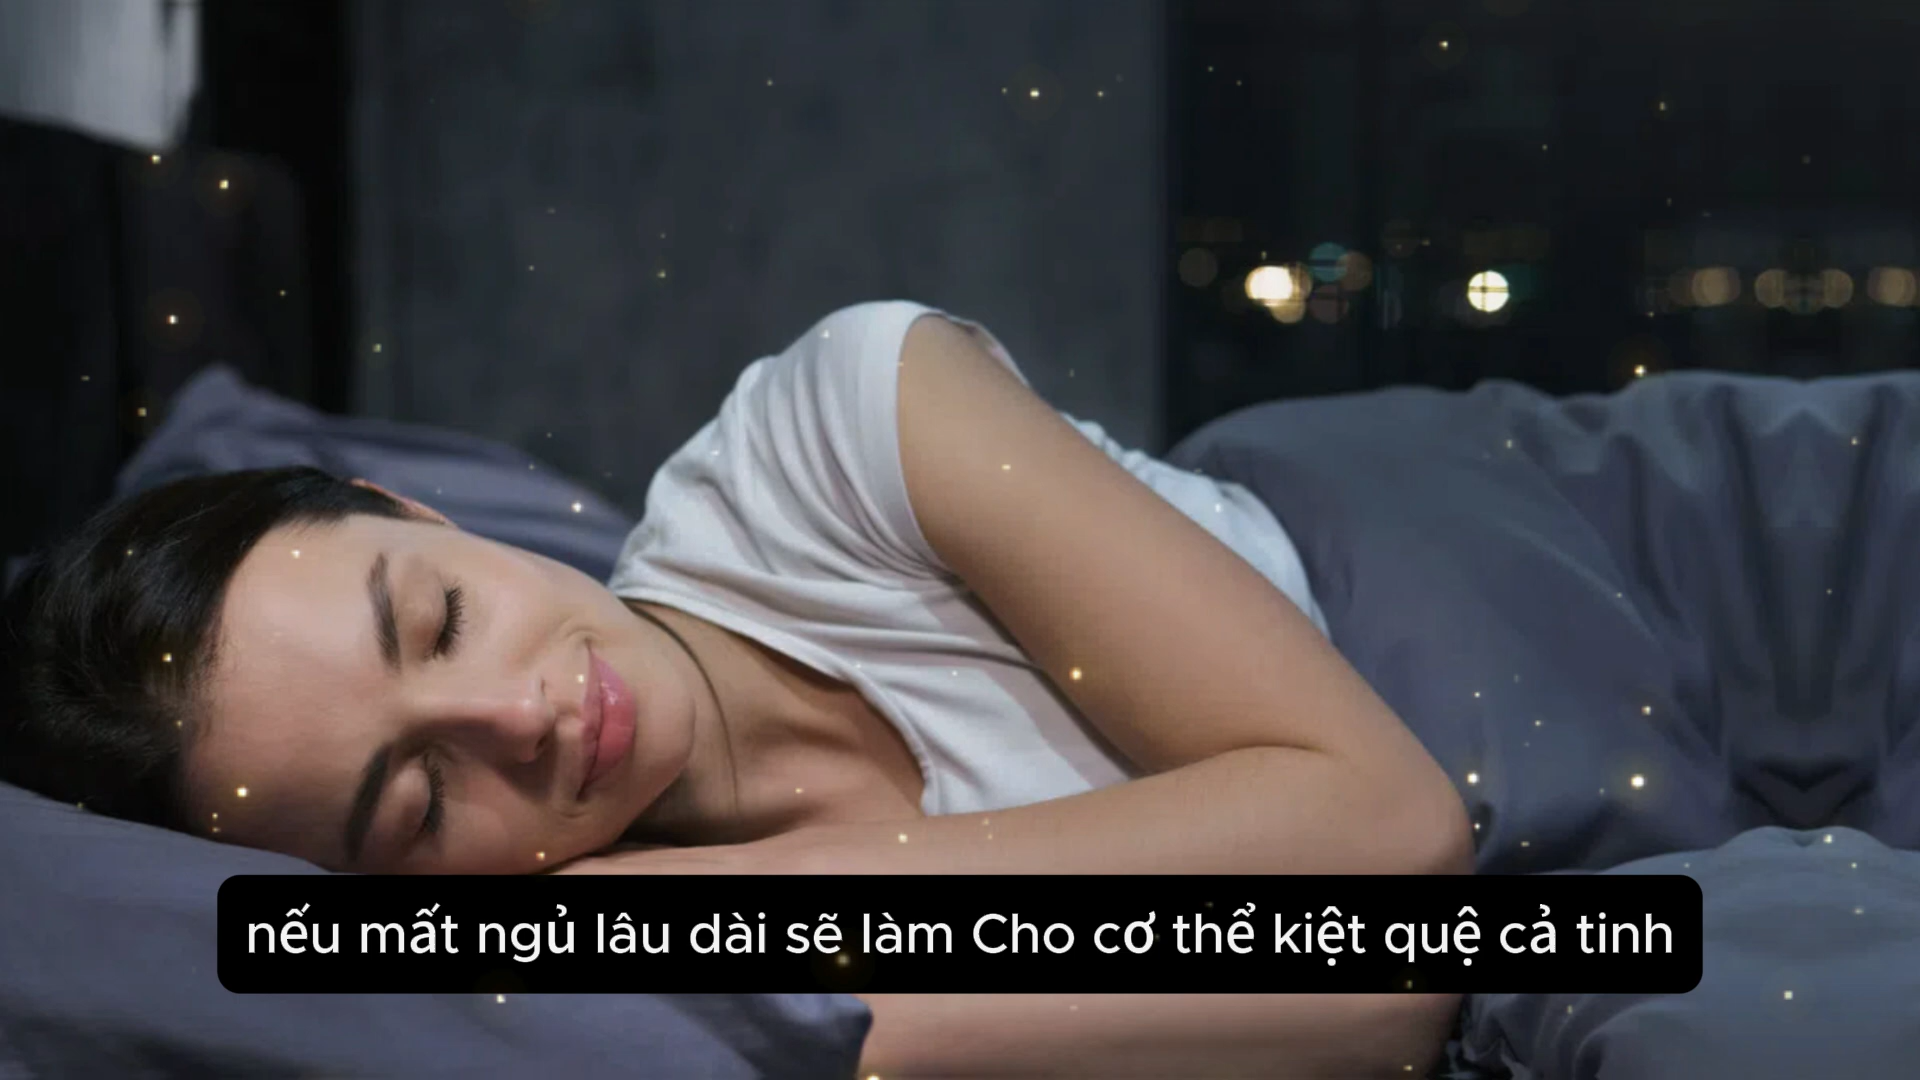 nếu mất ngủ lâu dài sẽ làm Cho cơ thể kiệt quệ cả tinh